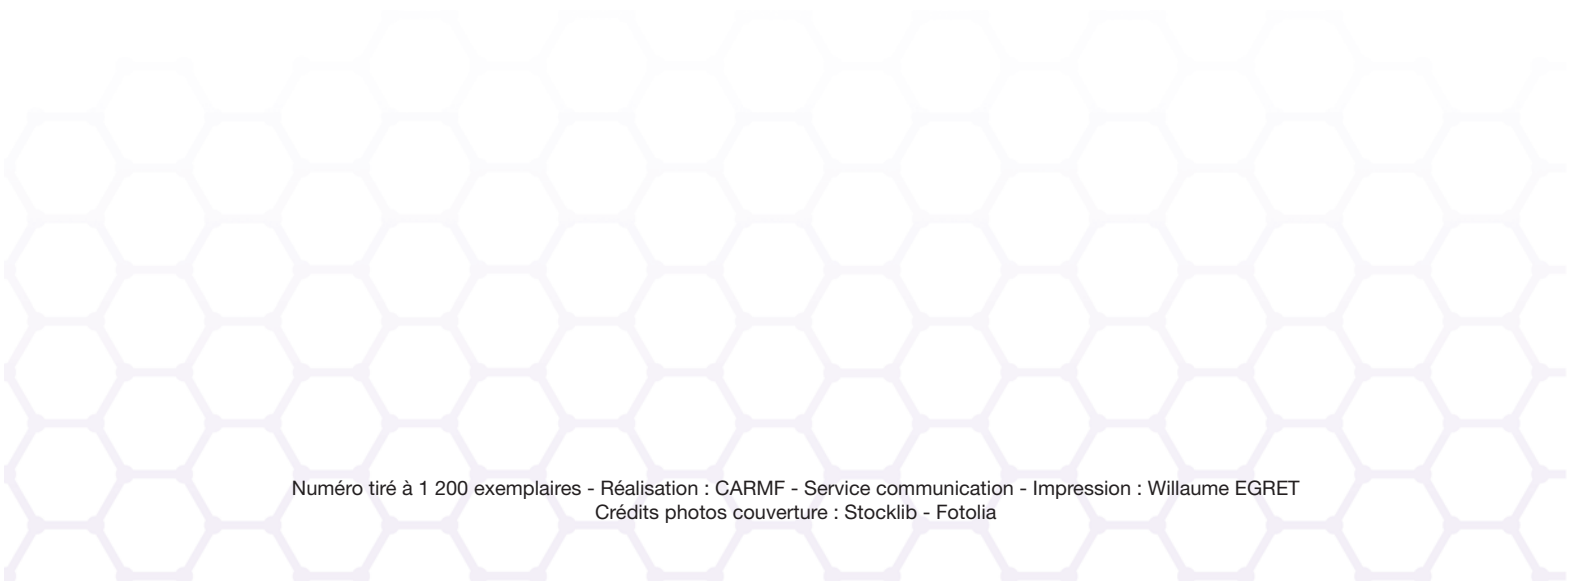 Numéro tiré à 1 200 exemplaires - Réalisation : CARMF - Service communication - Impression : Willaume EGRET
Crédits photos couverture : Stocklib - Fotolia